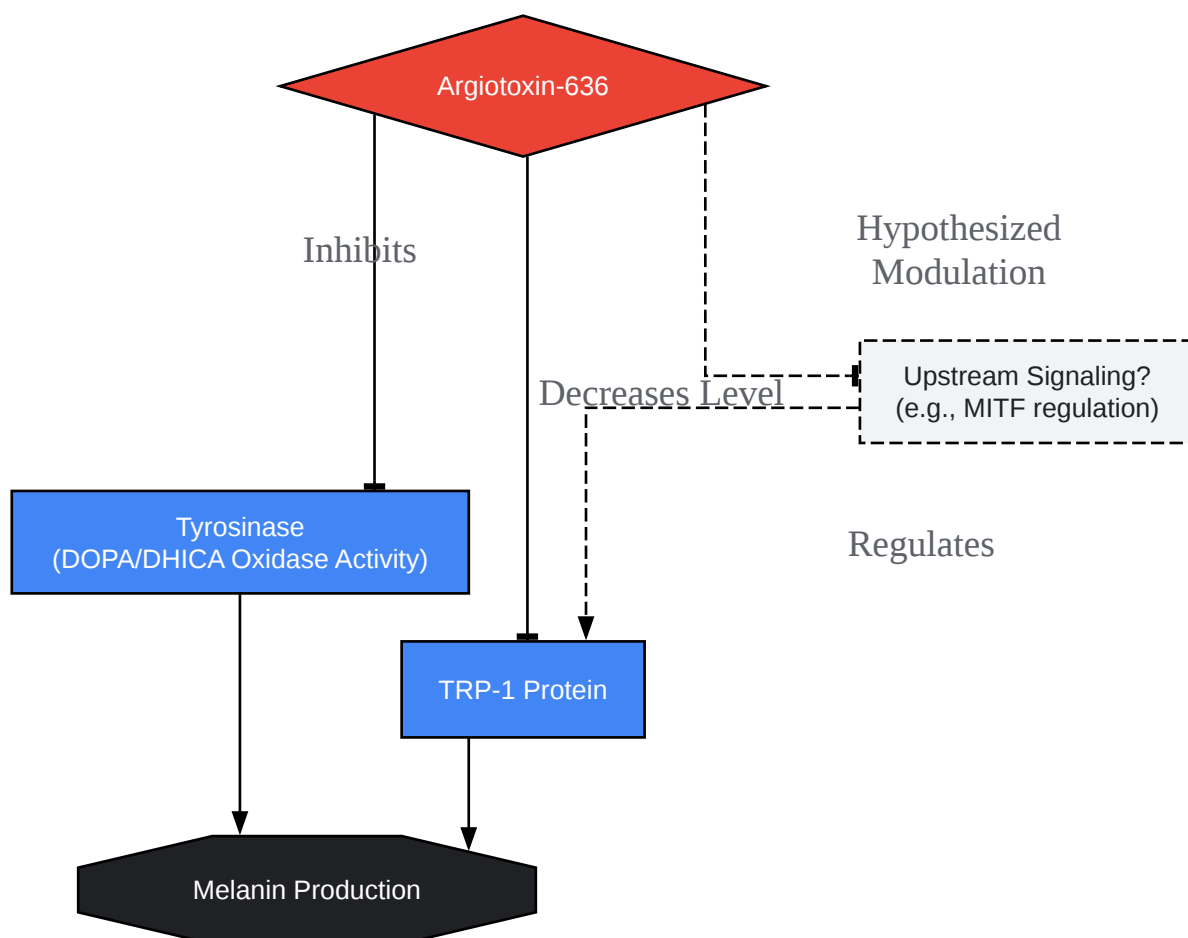 Argiotoxin-636
Inhibits
Hypothesized
Modulation
Upstream Signaling?
(e.g., MITF regulation)
Decreases Level
Tyrosinase
(DOPA/DHICA Oxidase Activity)
Regulates
TRP-1 Protein
Melanin Production